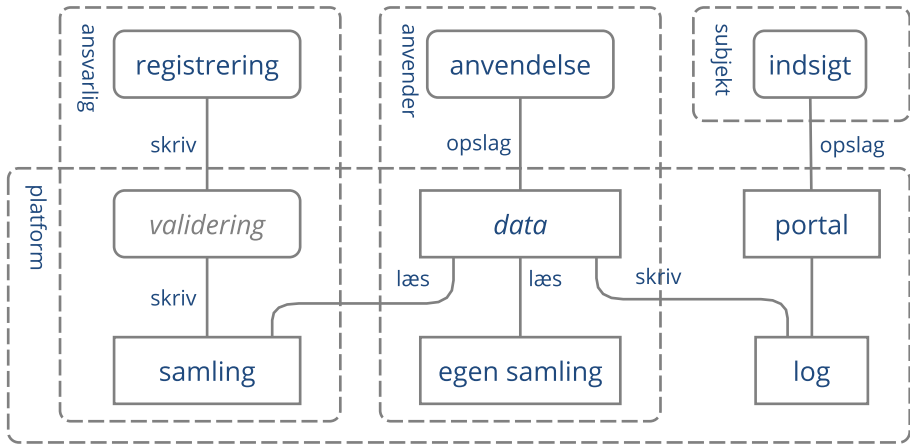 ansvarlig
registrering
anvender
anvendelse
subjekt
indsigt
skriv
opslag
opslag
platform
validering
data
portal
læs
læs
skriv
skriv
samling
egen samling
log